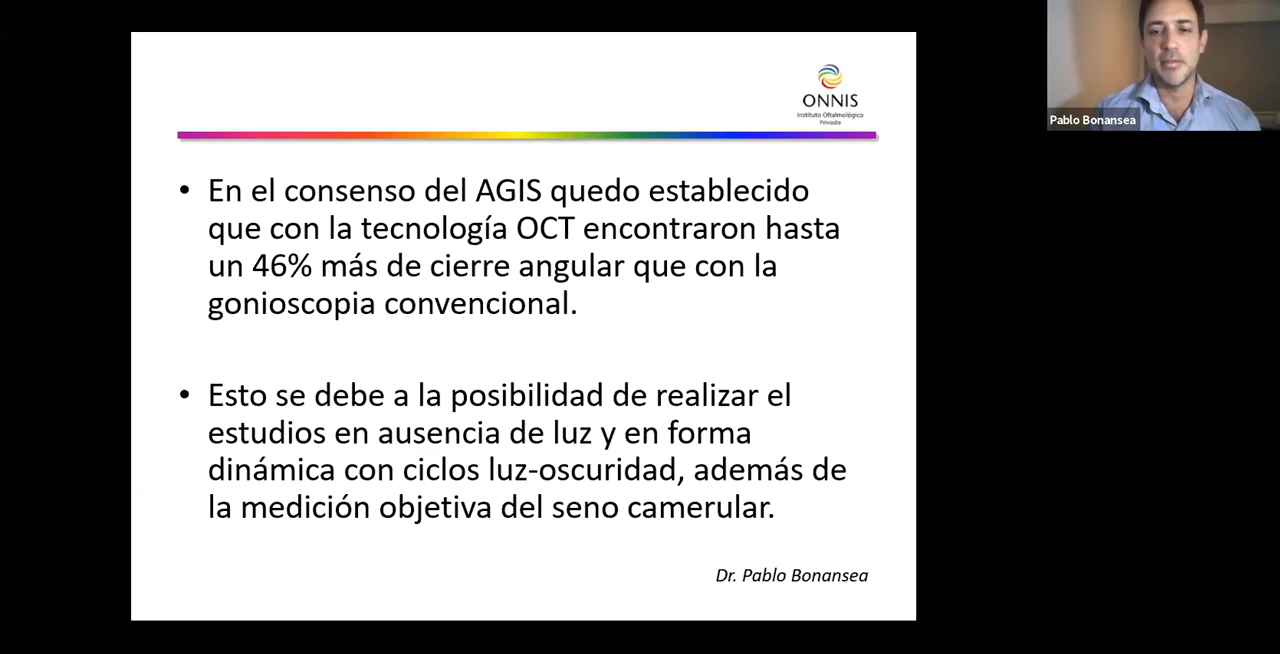 ONNIS
Instituto Oftalmológico
Privado
Pablo Bonansea
• En el consenso del AGIS quedo establecido
que con la tecnología OCT encontraron hasta
un 46% más de cierre angular que con la
gonioscopia convencional.
• Esto se debe a la posibilidad de realizar el
estudios en ausencia de luz y en forma
dinámica con ciclos luz-oscuridad, además de
la medición objetiva del seno camerular.
Dr. Pablo Bonansea